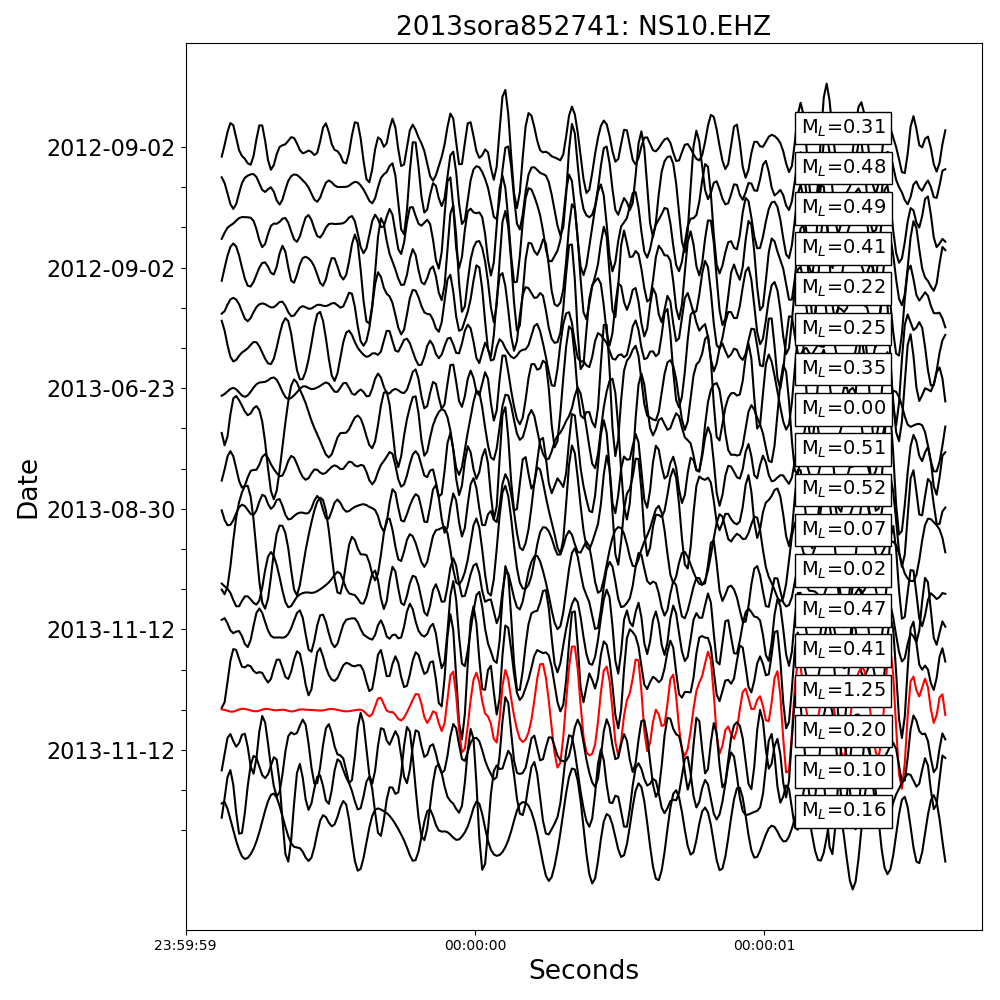 2013sora852741: NS10.EHZ
Date
2012-09-02
2012-09-02
2013-06-23
2013-08-30
2013-11-12
2013-11-12
M_L=0.31
M_L=0.48
M_L=0.49
M_L=0.41
M_L=0.22
M_L=0.25
M_L=0.35
M_L=0.00
M_L=0.51
M_L=0.52
M_L=0.07
M_L=0.02
M_L=0.47
M_L=0.41
M_L=1.25
M_L=0.20
M_L=0.10
M_L=0.16
23:59:59 00:00:00 00:00:01
Seconds